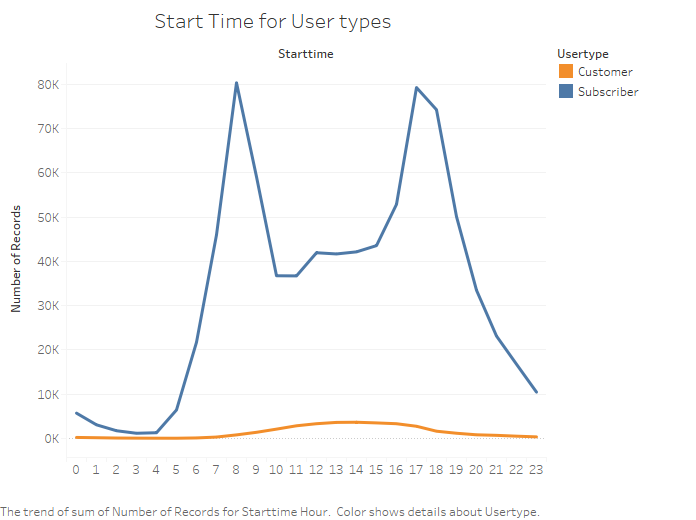 Start Time for User types
Starttime
Usertype
Customer
Subscriber
80K
70K
60K
50K
40K
30K
20K
10K
0K
Number of Records
0 1 2 3 4 5 6 7 8 9 10 11 12 13 14 15 16 17 18 19 20 21 22 23
The trend of sum of Number of Records for Starttime Hour.  Color shows details about Usertype.